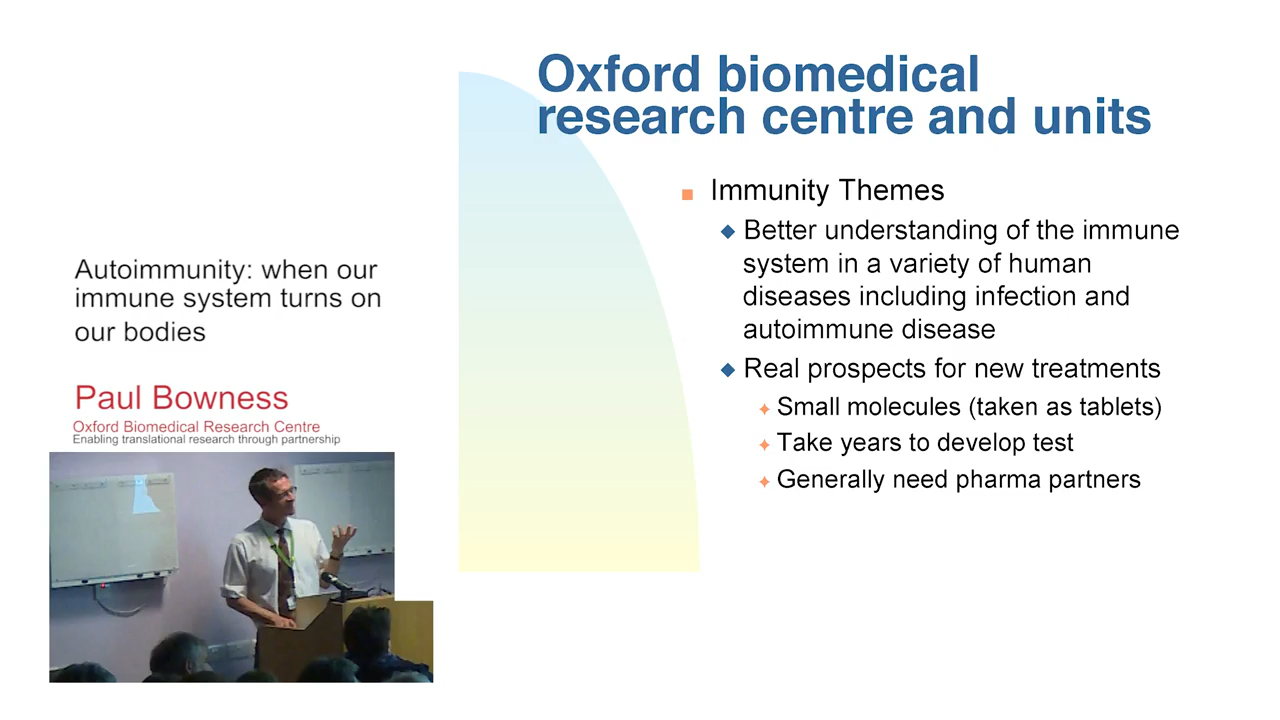 Oxford biomedical
research centre and units
Immunity Themes
Better understanding of the immune
system in a variety of human
diseases including infection and
autoimmune disease
Real prospects for new treatments
Small molecules (taken as tablets)
Take years to develop test
Generally need pharma partners
Autoimmunity: when our
immune system turns on
our bodies
Paul Bowness
Oxford Biomedical Research Centre
Enabling translational research through partnership